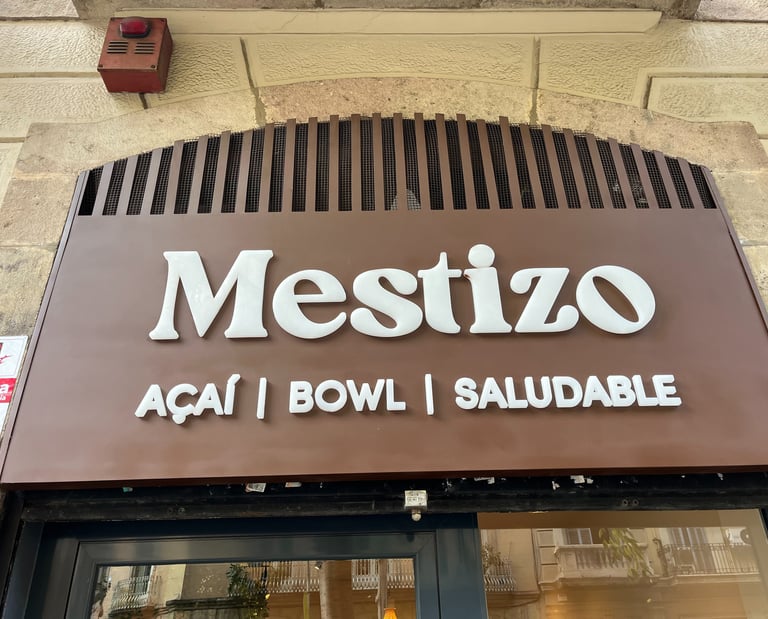 Mestizo
AÇAÍ | BOWL | SALUDABLE